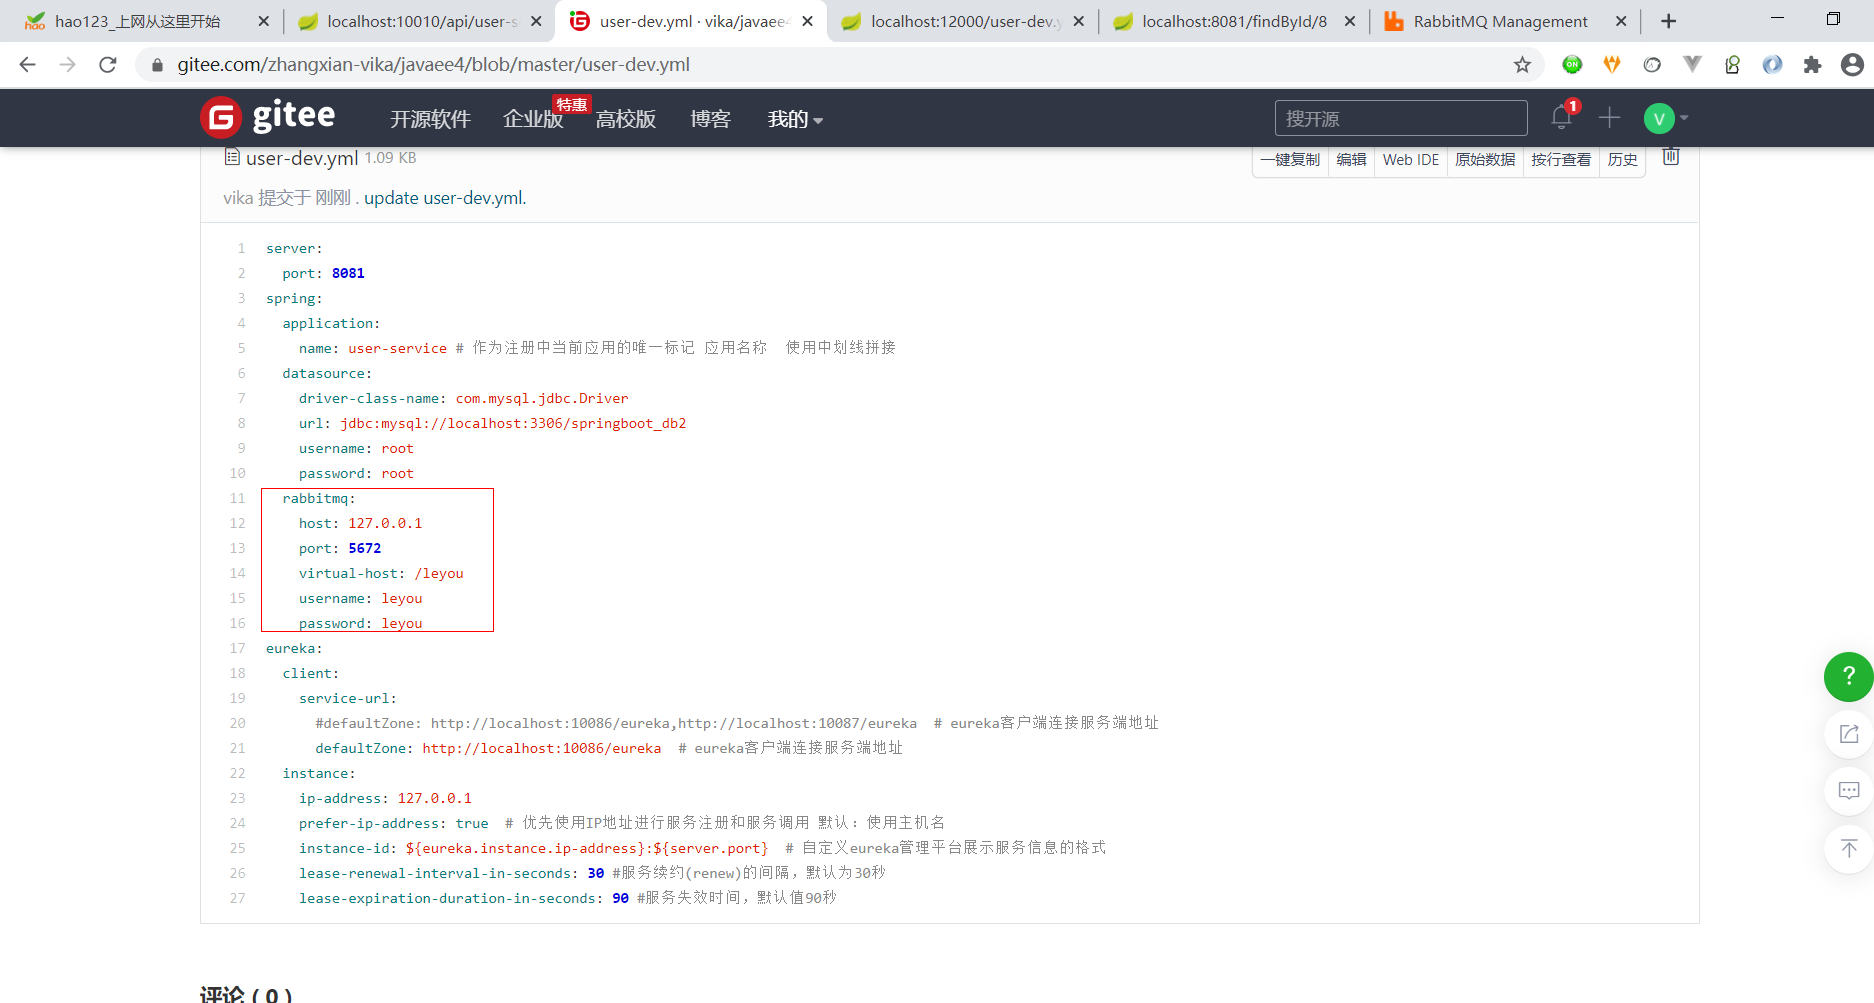 hao123_上网从这里开始
localhost:10010/api/user-s
user-dev.yml · vika/javaee4
localhost:12000/user-dev.y
localhost:8081/findById/8
RabbitMQ Management
gitee.com/zhangxian-vika/javaee4/blob/master/user-dev.yml
ON
gitee
开源软件
企业版
特惠
高校版
博客
我的
搜开源
1
V
user-dev.yml 1.09 KB
一键复制
编辑
Web IDE
原始数据
按行查看
历史
vika 提交于 刚刚 . update user-dev.yml.
1 server:
2 port: 8081
3 spring:
4 application:
5 name: user-service # 作为注册中当前应用的唯一标记 应用名称  使用中划线拼接
6 datasource:
7 driver-class-name: com.mysql.jdbc.Driver
8 url: jdbc:mysql://localhost:3306/springboot_db2
9 username: root
10 password: root
11 rabbitmq:
12 host: 127.0.0.1
13 port: 5672
14 virtual-host: /leyou
15 username: leyou
16 password: leyou
17 eureka:
18 client:
19 service-url:
20 #defaultZone: http://localhost:10086/eureka,http://localhost:10087/eureka  # eureka客户端连接服务端地址
21 defaultZone: http://localhost:10086/eureka  # eureka客户端连接服务端地址
22 instance:
23 ip-address: 127.0.0.1
24 prefer-ip-address: true  # 优先使用IP地址进行服务注册和服务调用 默认：使用主机名
25 instance-id: ${eureka.instance.ip-address}:${server.port}  # 自定义eureka管理平台展示服务信息的格式
26 lease-renewal-interval-in-seconds: 30 #服务续约(renew)的间隔，默认为30秒
27 lease-expiration-duration-in-seconds: 90 #服务失效时间，默认值90秒
?
评论 ( 0 )